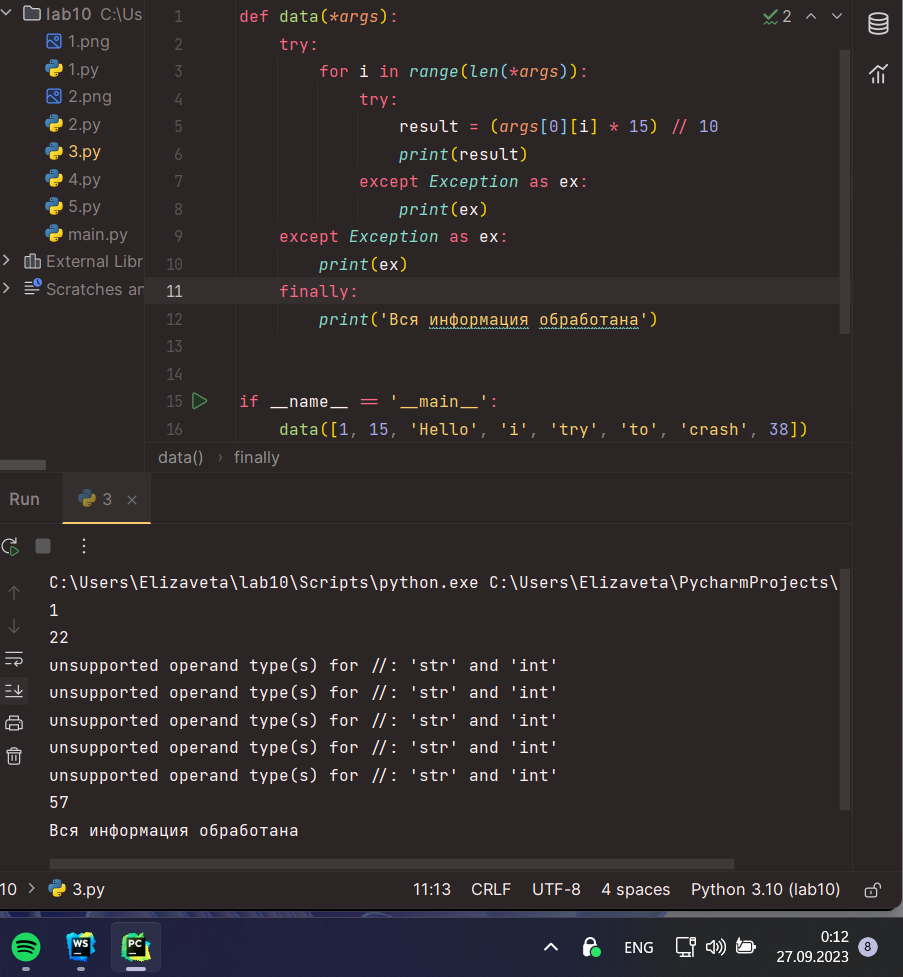 lab10 C:\Us
1.png
1.py
2.png
2.py
3.py
4.py
5.py
main.py
External Libr
Scratches an
2
1 def data(*args):
2 try:
3 for i in range(len(*args)):
4 try:
5 result = (args[0][i] * 15) // 10
6 print(result)
7 except Exception as ex:
8 print(ex)
9 except Exception as ex:
10 print(ex)
11 finally:
12 print('Вся информация обработана')
13
14
15 if __name__ == '__main__':
16 data([1, 15, 'Hello', 'i', 'try', 'to', 'crash', 38])
data() › finally
Run 3 ×
C:\Users\Elizaveta\lab10\Scripts\python.exe C:\Users\Elizaveta\PycharmProjects\
1
22
unsupported operand type(s) for //: 'str' and 'int'
unsupported operand type(s) for //: 'str' and 'int'
unsupported operand type(s) for //: 'str' and 'int'
unsupported operand type(s) for //: 'str' and 'int'
unsupported operand type(s) for //: 'str' and 'int'
57
Вся информация обработана
10 › 3.py 11:13 CRLF UTF-8 4 spaces Python 3.10 (lab10)
WS PC ENG 0:12 8
27.09.2023